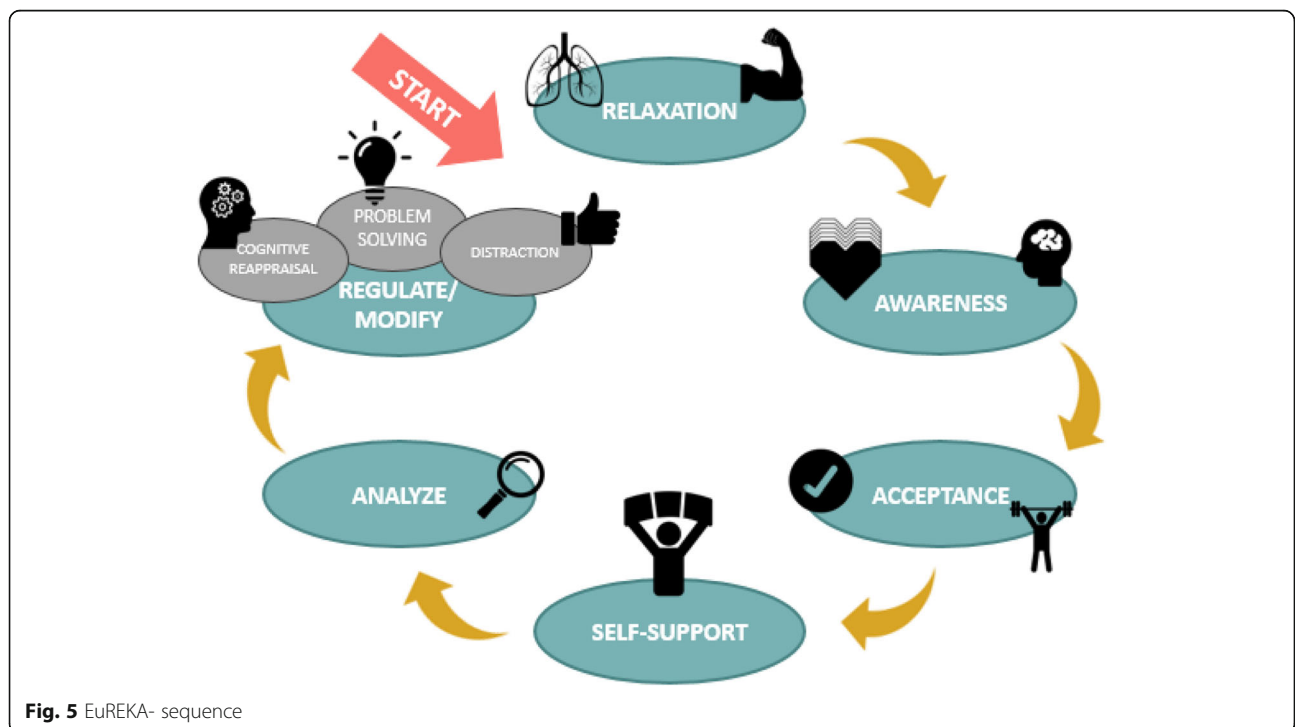 START
RELAXATION
PROBLEM
SOLVING
COGNITIVE
REAPPRAISAL
DISTRACTION
REGULATE/
MODIFY
AWARENESS
ANALYZE
ACCEPTANCE
SELF-SUPPORT
Fig. 5 EuREKA- sequence